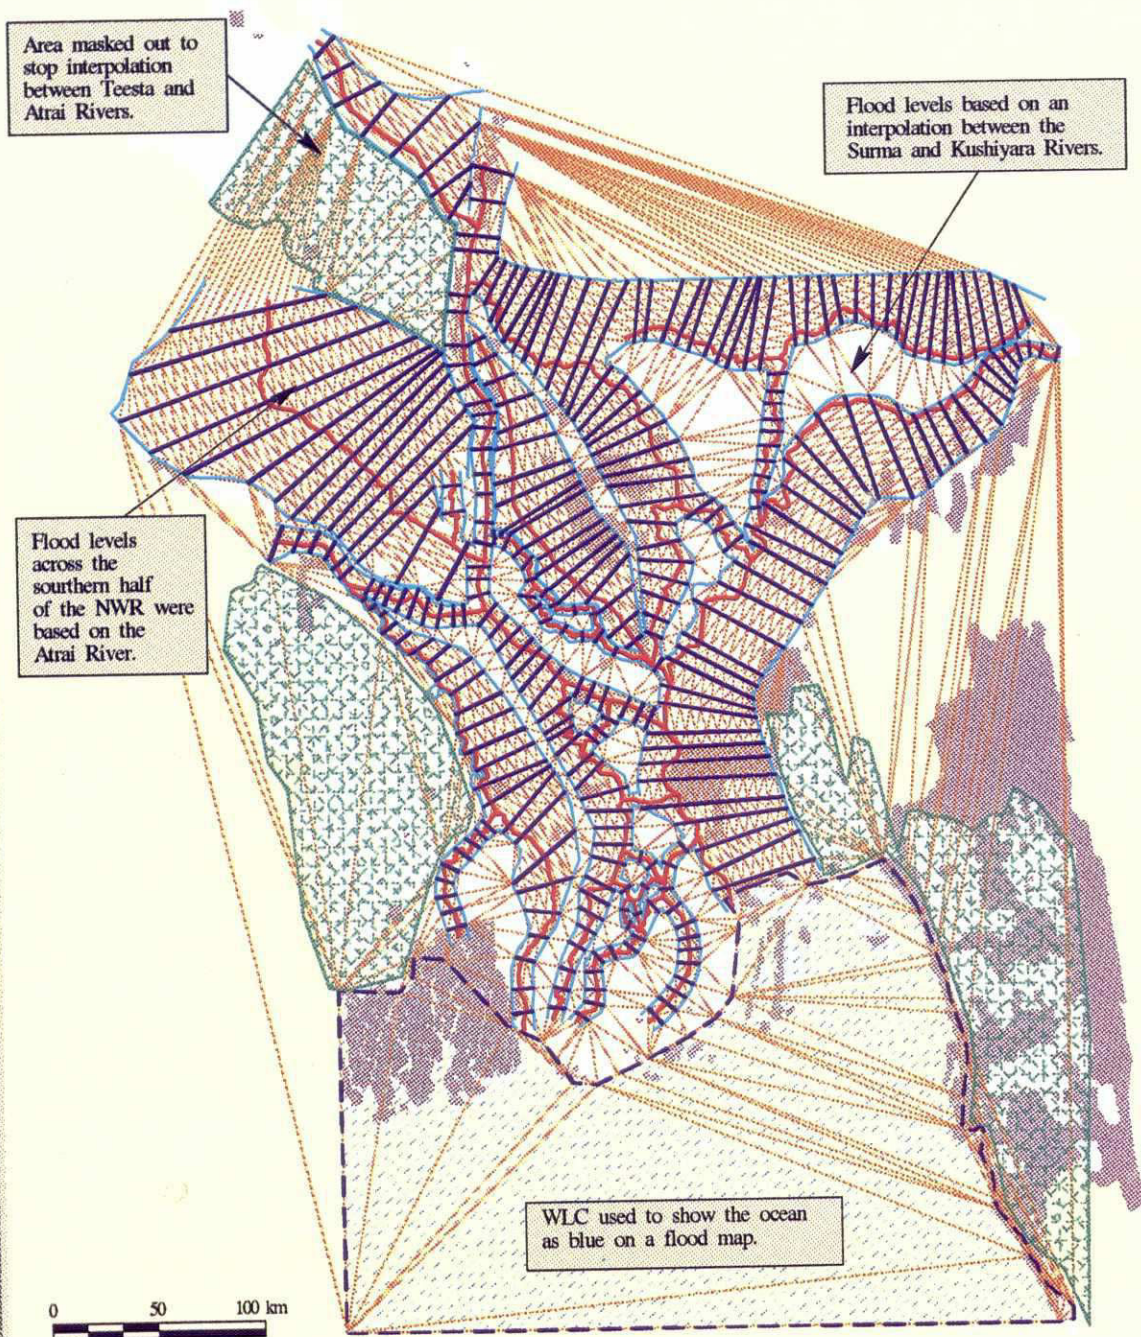 Area masked out to
stop interpolation
between Teesta and
Atrai Rivers.
Flood levels based on an
interpolation between the
Surma and Kushiyara Rivers.
Flood levels
across the
sourthern half
of the NWR were
based on the
Atrai River.
WLC used to show the ocean
as blue on a flood map.
0 50 100 km